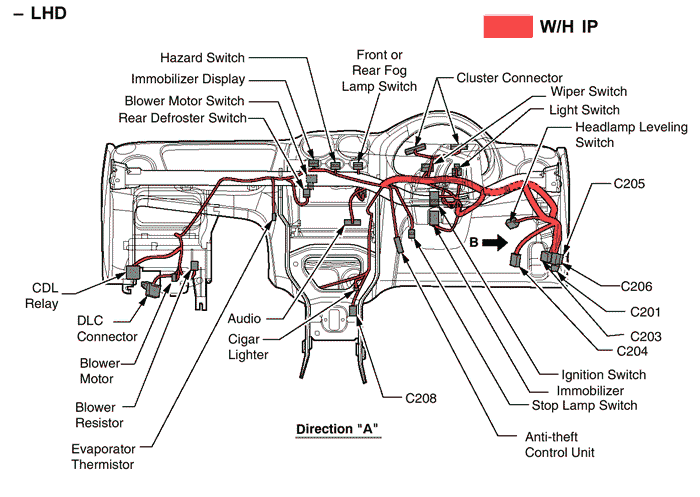 – LHD
W/H IP
Hazard Switch
Immobilizer Display
Blower Motor Switch
Rear Defroster Switch
Front or
Rear Fog
Lamp Switch
Cluster Connector
Wiper Switch
Light Switch
Headlamp Leveling
Switch
C205
B
C206
C201
C203
C204
CDL
Relay
DLC
Connector
Blower
Motor
Blower
Resistor
Evaporator
Thermistor
Audio
Cigar
Lighter
C208
Ignition Switch
Immobilizer
Stop Lamp Switch
Anti-theft
Control Unit
Direction "A"